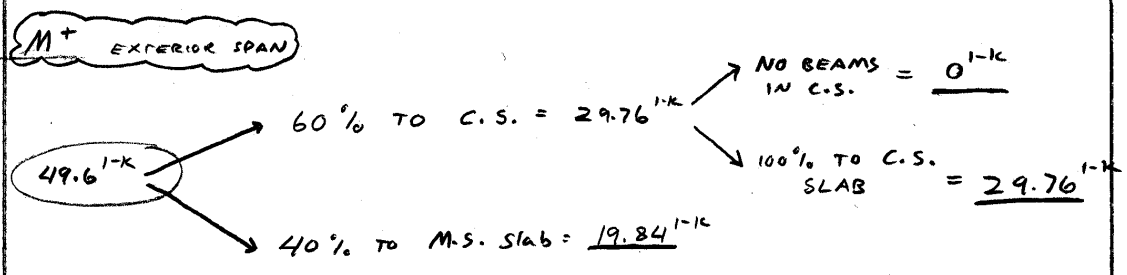 M+ EXTERIOR SPAN
NO BEAMS = 0 1-K
IN C.S.
60% TO C.S. = 29.76 1-K
49.6 1-K
100% TO C.S.
SLAB = 29.76 1-K
40% TO M.S. Slab = 19.84 1-K